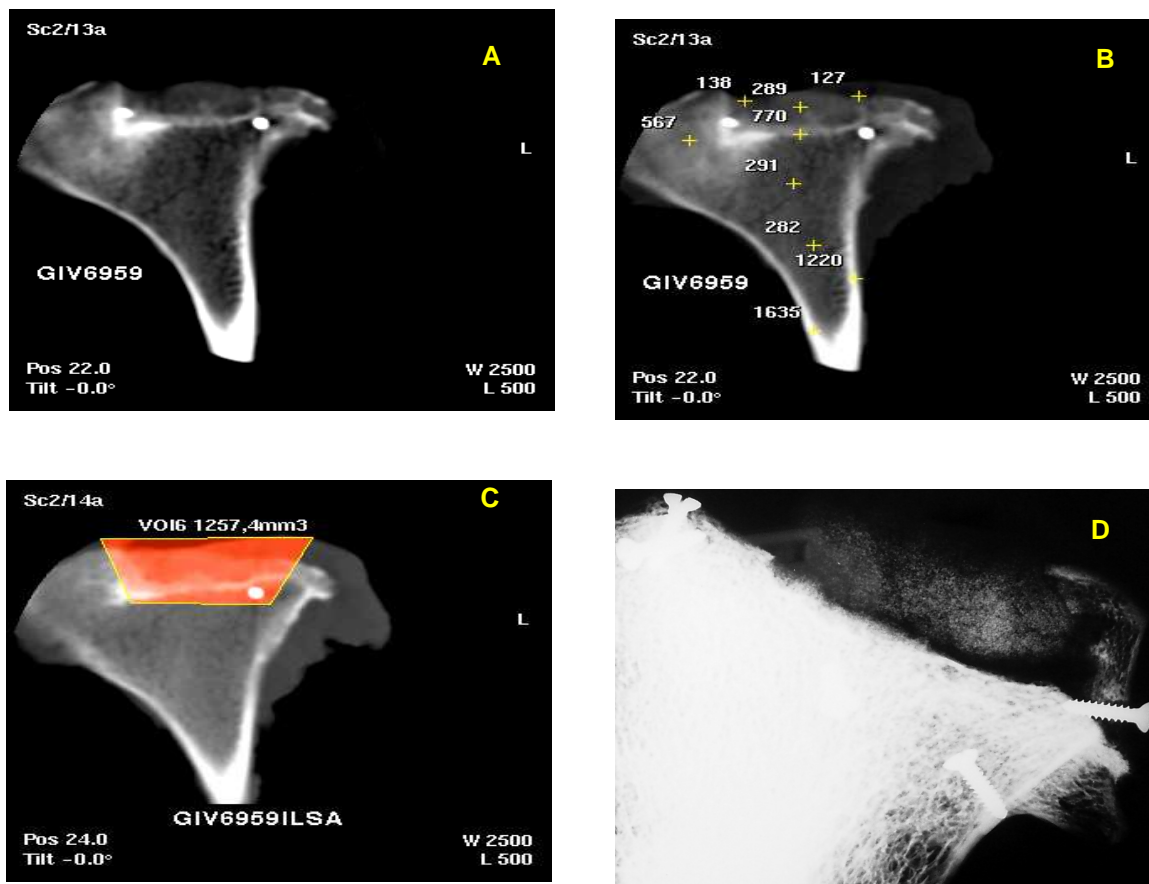 Sc2/13a
A
L
GIV6959
Pos 22.0
Tilt -0.0°
W 2500
L 500
Sc2/13a
B
138
289
127
770
567
291
L
282
1220
GIV6959
1635
Pos 22.0
Tilt -0.0°
W 2500
L 500
Sc2/14a
C
VOI6 1257,4mm3
L
GIV6959ILSA
Pos 24.0
Tilt -0.0°
W 2500
L 500
D